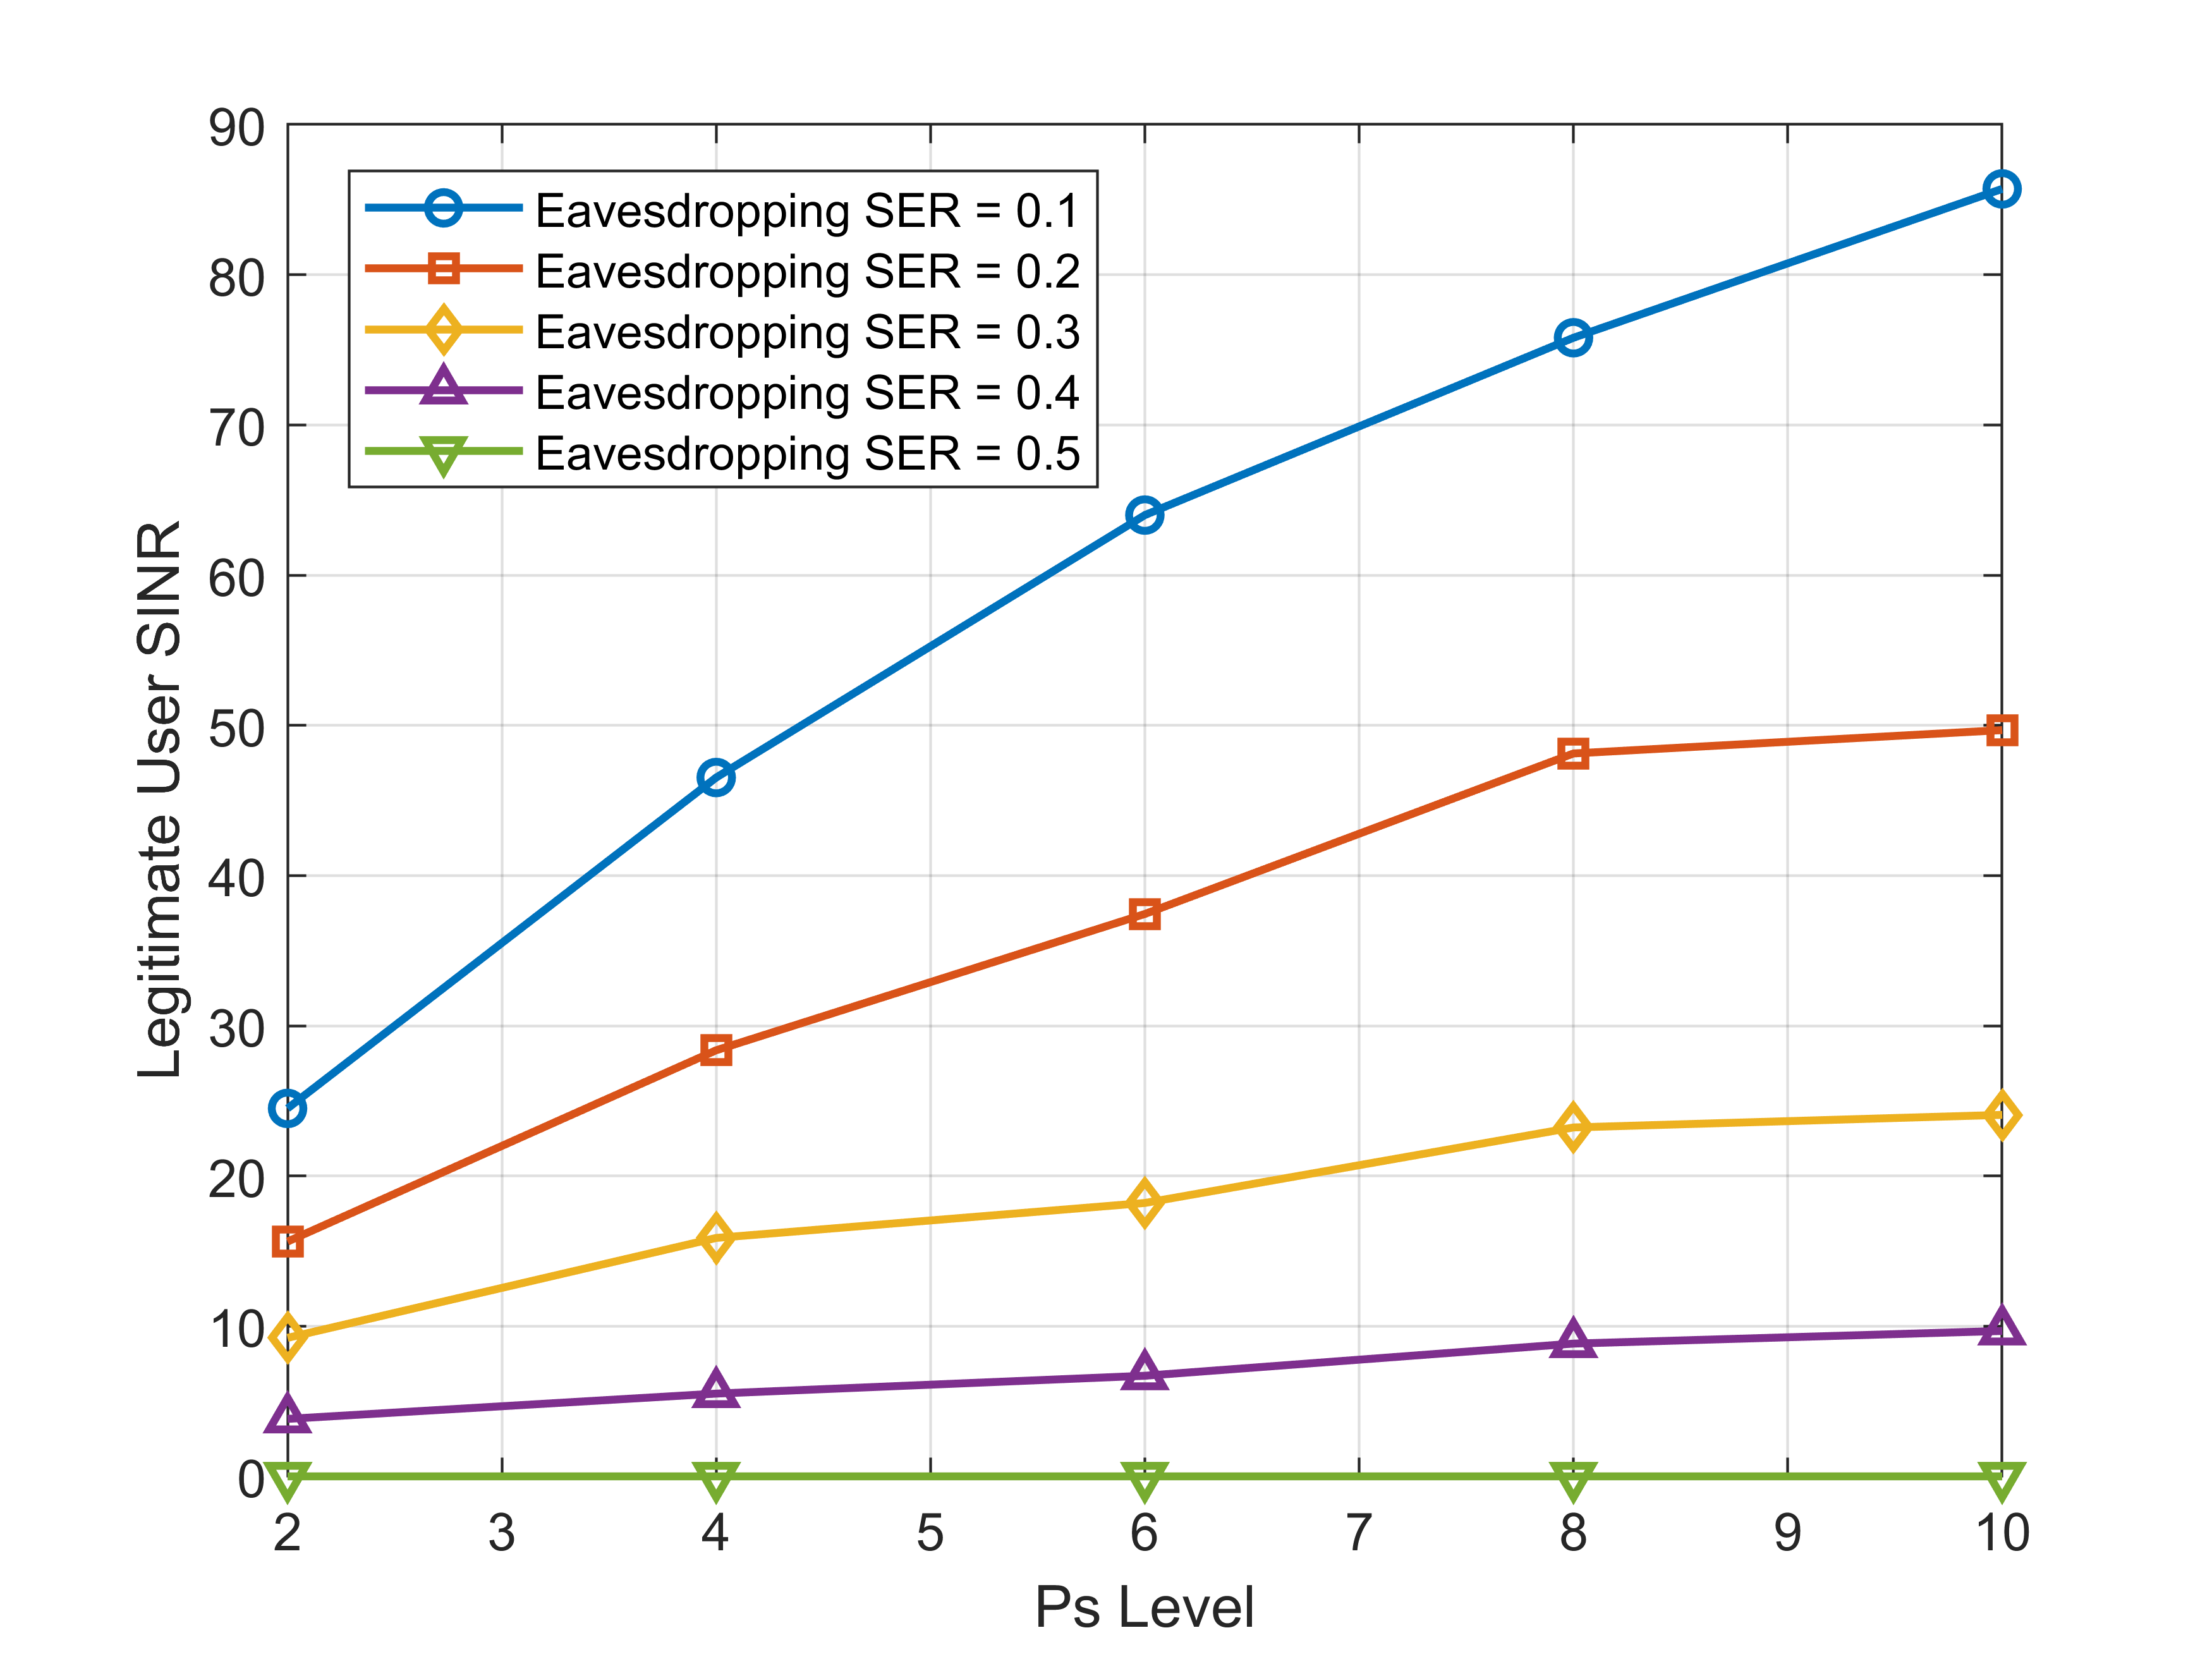 90
80
70
60
50
40
30
20
10
0
Legitimate User SINR
Eavesdropping SER = 0.1
Eavesdropping SER = 0.2
Eavesdropping SER = 0.3
Eavesdropping SER = 0.4
Eavesdropping SER = 0.5
2 3 4 5 6 7 8 9 10
Ps Level